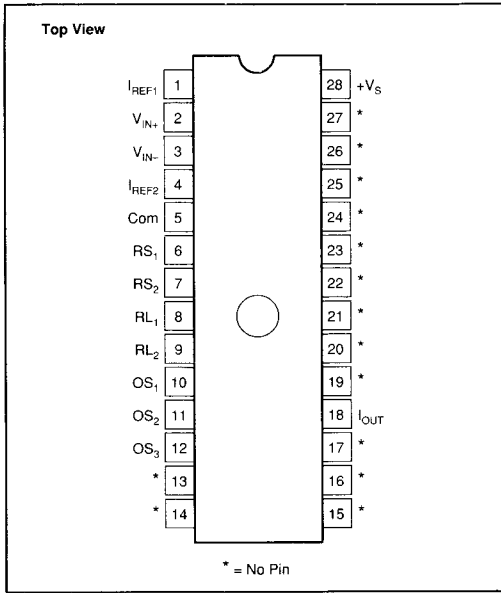 Top View
I_REF1 1 28 +V_S
V_IN+ 2 27 *
V_IN− 3 26 *
I_REF2 4 25 *
Com 5 24 *
RS_1 6 23 *
RS_2 7 22 *
RL_1 8 21 *
RL_2 9 20 *
OS_1 10 19 *
OS_2 11 18 I_OUT
OS_3 12 17 *
* 13 16 *
* 14 15 *
* = No Pin